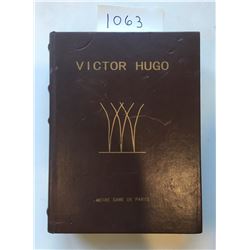 1063
VICTOR HUGO
NOTRE DAME DE PARIS